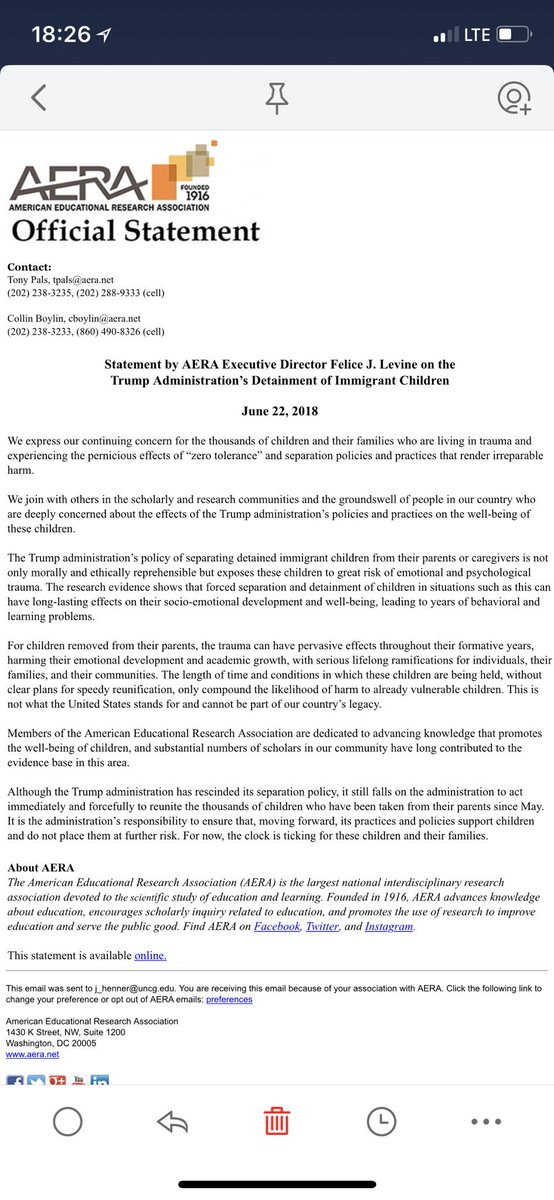 18:26
LTE
AERA
FOUNDED
1916
AMERICAN EDUCATIONAL RESEARCH ASSOCIATION
Official Statement
Contact:
Tony Pals, tpals@aera.net
(202) 238-3235, (202) 288-9333 (cell)
Collin Boylin, cboylin@aera.net
(202) 238-3233, (860) 490-8326 (cell)
Statement by AERA Executive Director Felice J. Levine on the
Trump Administration's Detainment of Immigrant Children
June 22, 2018
We express our continuing concern for the thousands of children and their families who are living in trauma and
experiencing the pernicious effects of “zero tolerance” and separation policies and practices that render irreparable
harm.
We join with others in the scholarly and research communities and the groundswell of people in our country who
are deeply concerned about the effects of the Trump administration's policies and practices on the well-being of
these children.
The Trump administration's policy of separating detained immigrant children from their parents or caregivers is not
only morally and ethically reprehensible but exposes these children to great risk of emotional and psychological
trauma. The research evidence shows that forced separation and detainment of children in situations such as this can
have long-lasting effects on their socio-emotional development and well-being, leading to years of behavioral and
learning problems.
For children removed from their parents, the trauma can have pervasive effects throughout their formative years,
harming their emotional development and academic growth, with serious lifelong ramifications for individuals, their
families, and their communities. The length of time and conditions in which these children are being held, without
clear plans for speedy reunification, only compound the likelihood of harm to already vulnerable children. This is
not what the United States stands for and cannot be part of our country's legacy.
Members of the American Educational Research Association are dedicated to advancing knowledge that promotes
the well-being of children, and substantial numbers of scholars in our community have long contributed to the
evidence base in this area.
Although the Trump administration has rescinded its separation policy, it still falls on the administration to act
immediately and forcefully to reunite the thousands of children who have been taken from their parents since May.
It is the administration's responsibility to ensure that, moving forward, its practices and policies support children
and do not place them at further risk. For now, the clock is ticking for these children and their families.
About AERA
The American Educational Research Association (AERA) is the largest national interdisciplinary research
association devoted to the scientific study of education and learning. Founded in 1916, AERA advances knowledge
about education, encourages scholarly inquiry related to education, and promotes the use of research to improve
education and serve the public good. Find AERA on Facebook, Twitter, and Instagram.
This statement is available online.
This email was sent to j_henner@uncg.edu. You are receiving this email because of your association with AERA. Click the following link to
change your preference or opt out of AERA emails: preferences
American Educational Research Association
1430 K Street, NW, Suite 1200
Washington, DC 20005
www.aera.net
You